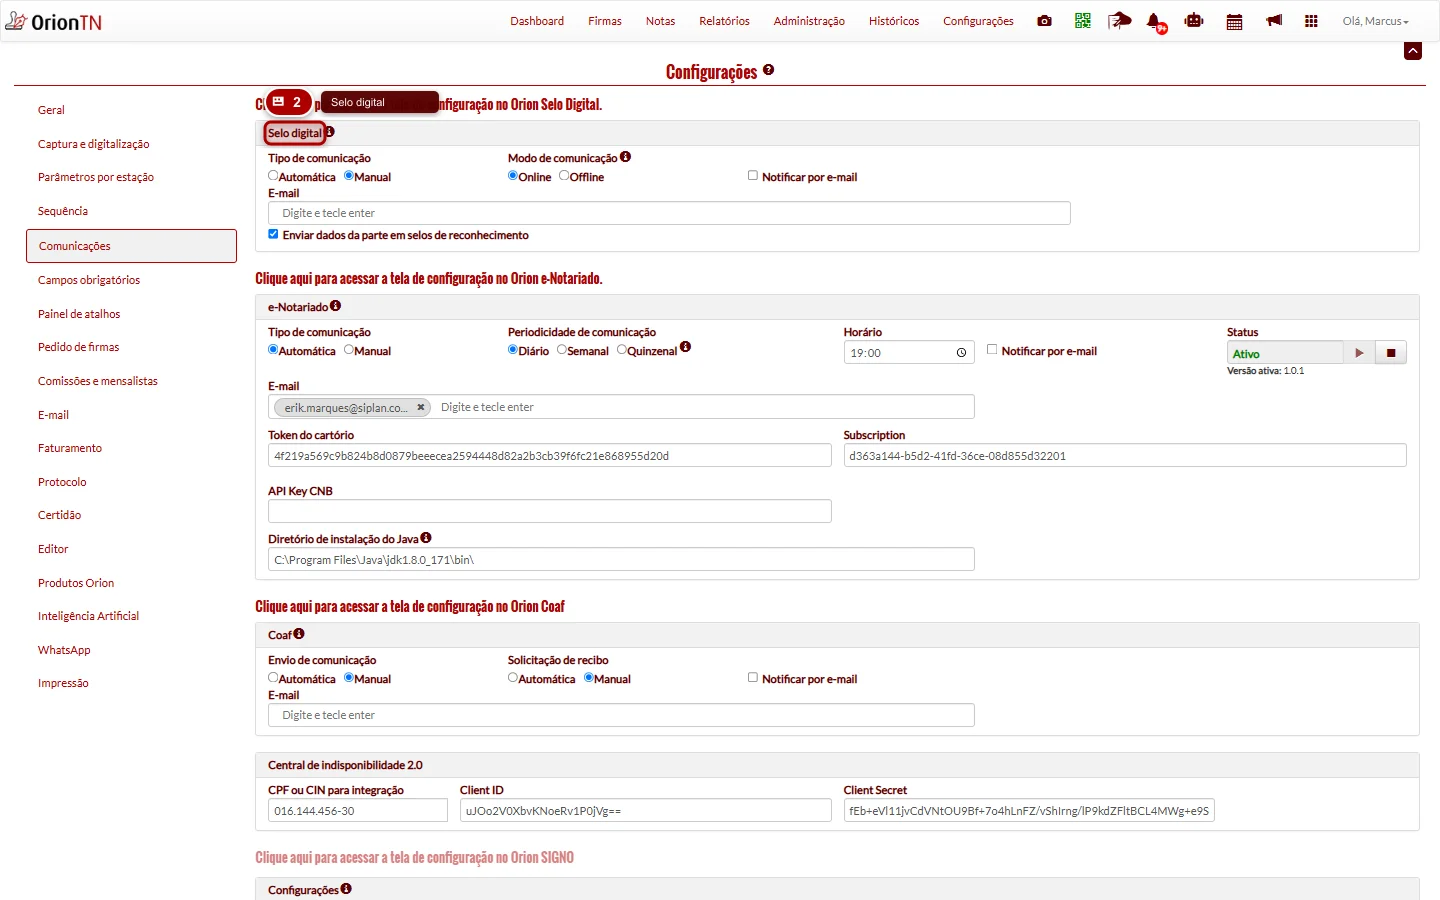 OrionTN
Dashboard
Firmas
Notas
Relatórios
Administração
Históricos
Configurações
9+
Olá, Marcus
Configurações
Geral
Captura e digitalização
Parâmetros por estação
Sequência
Comunicações
Campos obrigatórios
Painel de atalhos
Pedido de firmas
Comissões e mensalistas
E-mail
Faturamento
Protocolo
Certidão
Editor
Produtos Orion
Inteligência Artificial
WhatsApp
Impressão
2
Selo digital
configuração no Orion Selo Digital.
Selo digital
Tipo de comunicação
Modo de comunicação
Automática Manual
Online Offline
Notificar por e-mail
E-mail
Digite e tecle enter
Enviar dados da parte em selos de reconhecimento
Clique aqui para acessar a tela de configuração no Orion e-Notariado.
e-Notariado
Tipo de comunicação
Periodicidade de comunicação
Horário
Status
Automática Manual
Diário Semanal Quinzenal
19:00
Notificar por e-mail
Ativo
Versão ativa: 1.0.1
E-mail
erik.marques@siplan.co...
Digite e tecle enter
Token do cartório
Subscription
4f219a569c9b824b8d0879beeecea2594448d82a2b3cb39f6fc21e868955d20d
d363a144-b5d2-41fd-36ce-08d855d32201
API Key CNB
Diretório de instalação do Java
C:\Program Files\Java\jdk1.8.0_171\bin\
Clique aqui para acessar a tela de configuração no Orion Coaf
Coaf
Envio de comunicação
Solicitação de recibo
Automática Manual
Automática Manual
Notificar por e-mail
E-mail
Digite e tecle enter
Central de indisponibilidade 2.0
CPF ou CIN para integração
Client ID
Client Secret
016.144.456-30
uJOo2V0XbvKNoeRv1P0jVg==
fEb+eVl11jvCdVNtOU9Bf+7o4hLnFZ/vShIrng/lP9kdZFltBCL4MWg+e9S
Clique aqui para acessar a tela de configuração no Orion SIGNO
Configurações